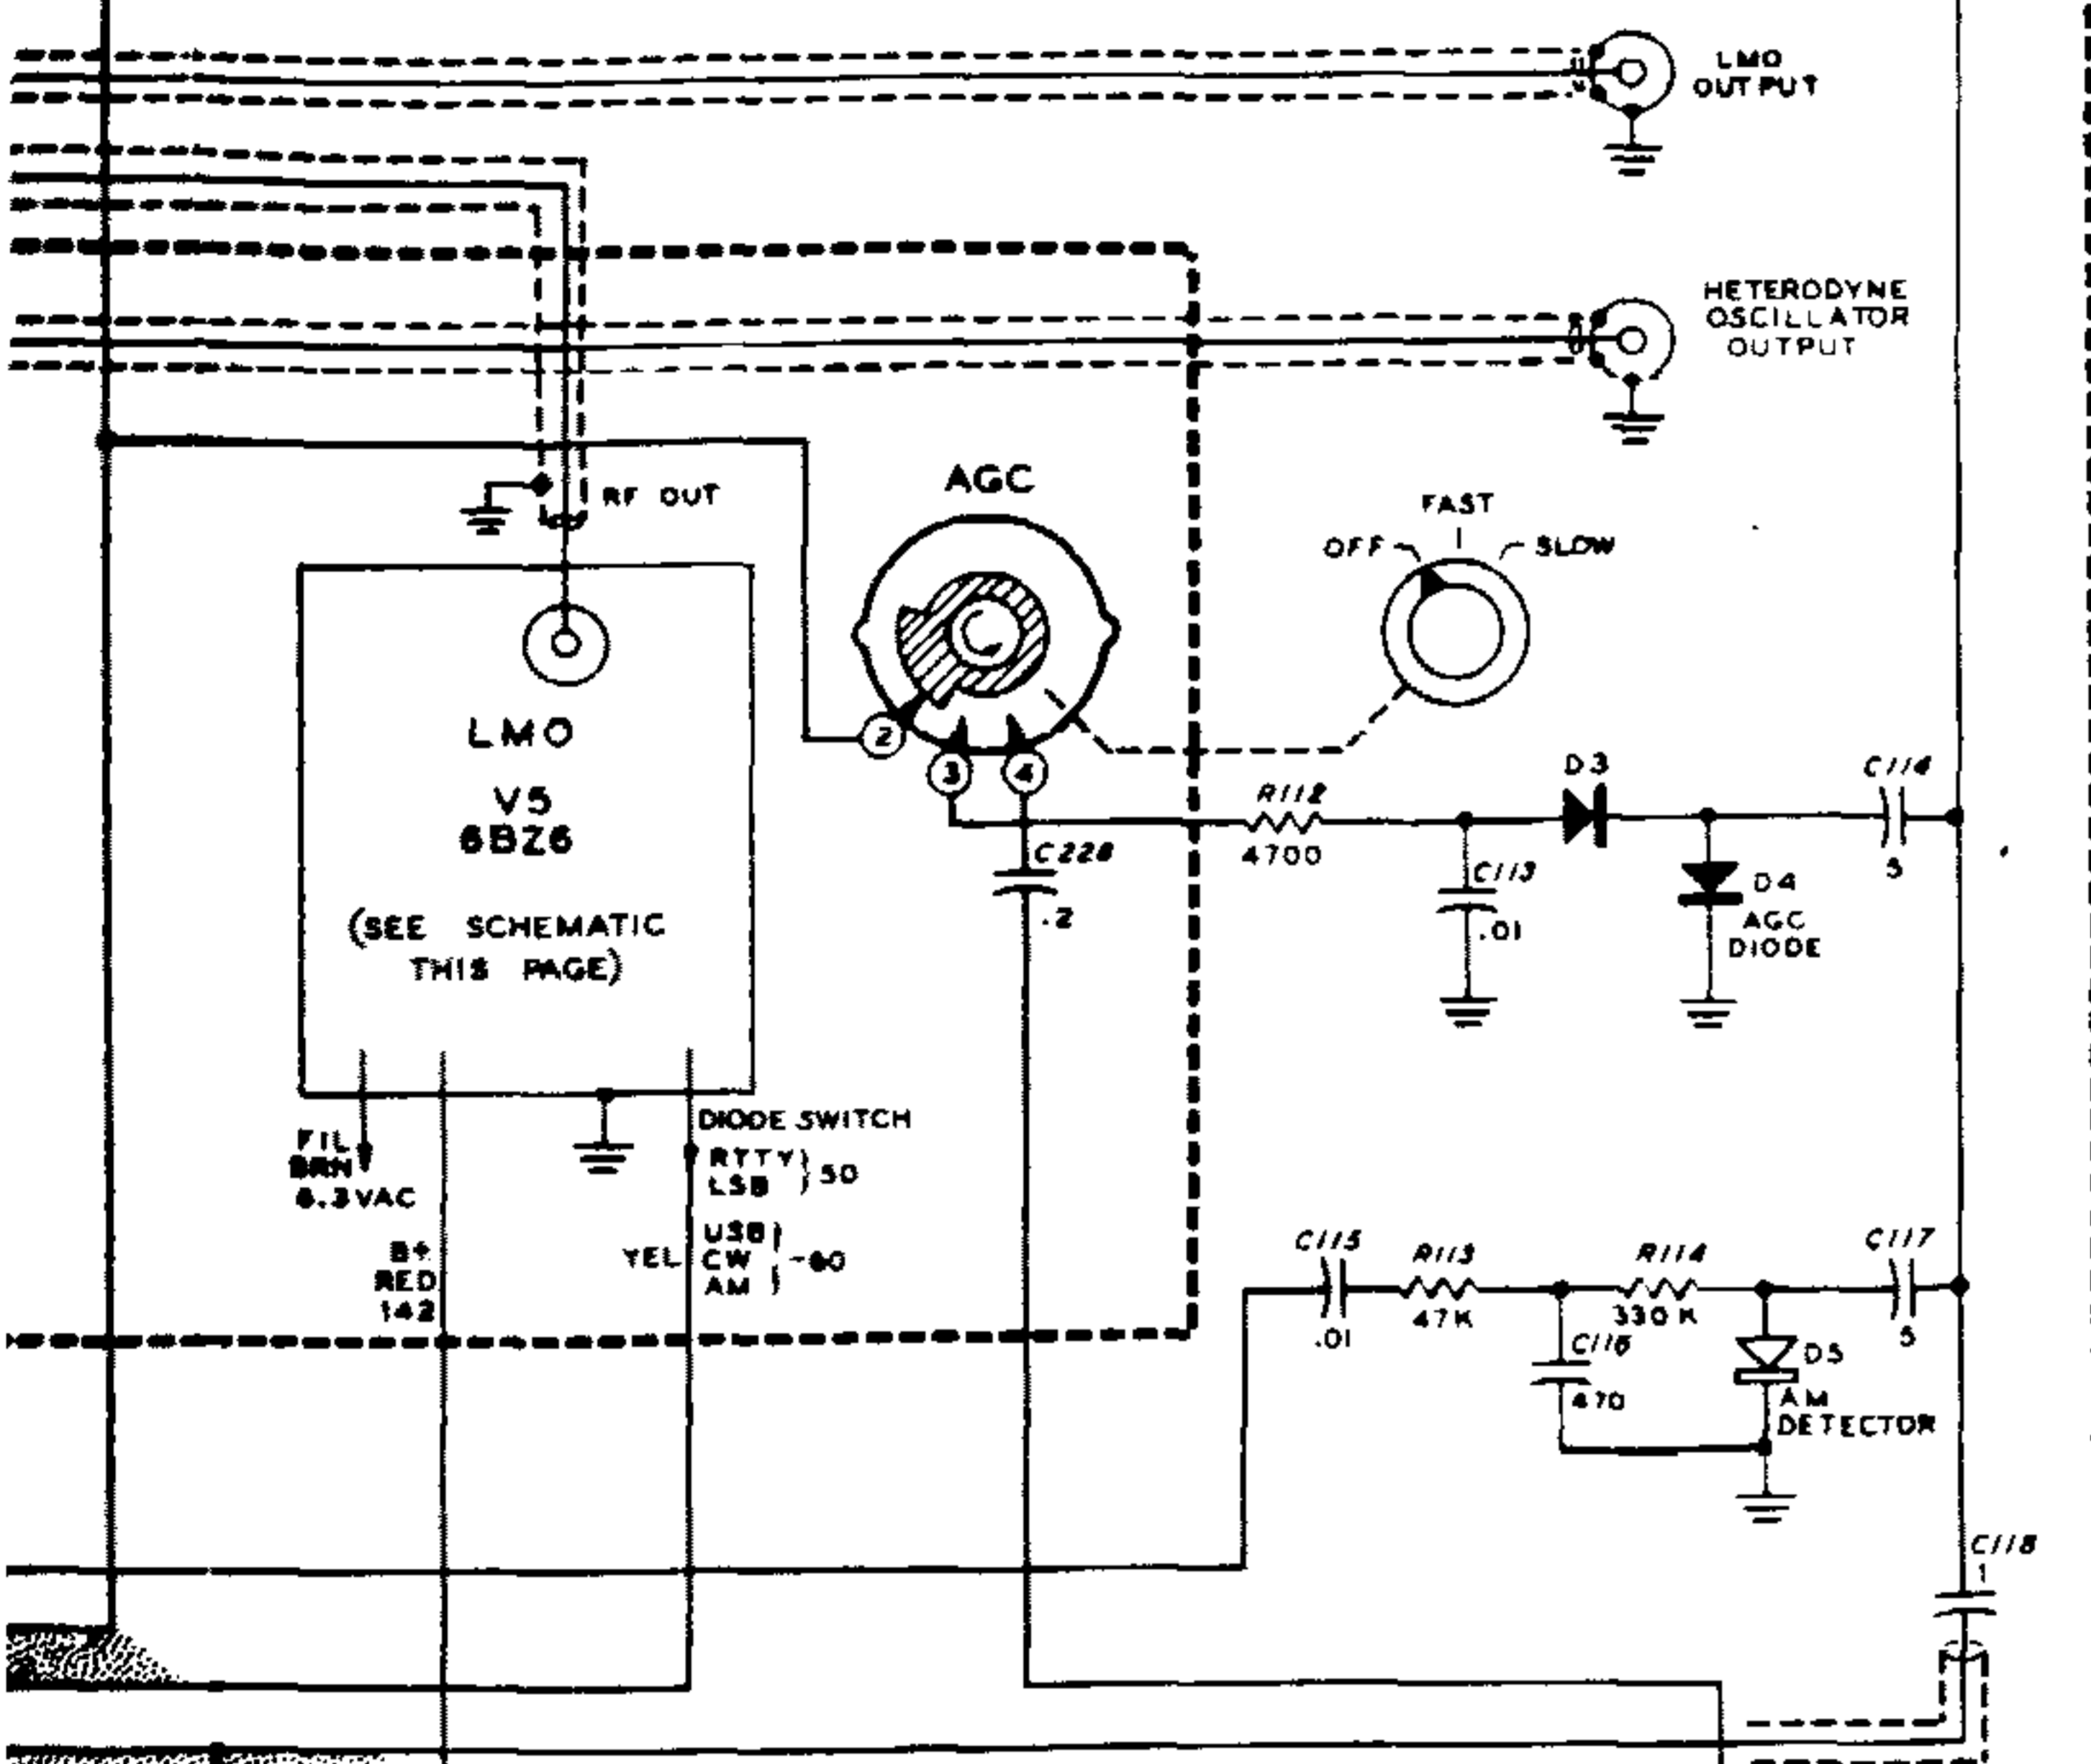 LMO
OUTPUT
HETERODYNE
OSCILLATOR
OUTPUT
RF OUT
AGC
FAST
OFF
SLOW
LMO
V5
6BZ6
(SEE SCHEMATIC
THIS PAGE)
2
3
4
C228
.2
R112
4700
C113
.01
D3
D4
AGC
DIODE
C114
5
FIL
BRN
6.3VAC
B+
RED
142
DIODE SWITCH
RTTY
LSB
50
YEL
USB
CW
AM
-60
C115
.01
R113
47K
C116
470
R114
330K
D5
AM
DETECTOR
C117
5
C118
1